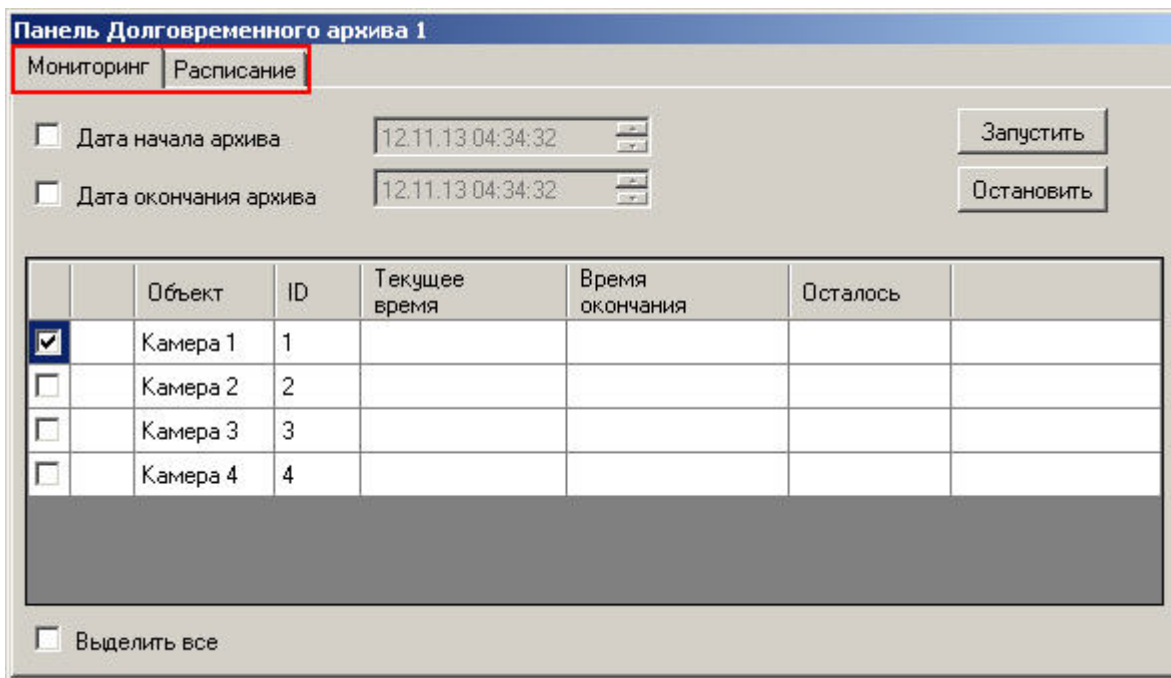 Панель Долговременного архива 1
Мониторинг Расписание
Дата начала архива 12.11.13 04:34:32 Запустить
Дата окончания архива 12.11.13 04:34:32 Остановить
Объект ID Текущее время Время окончания Осталось
Камера 1 1
Камера 2 2
Камера 3 3
Камера 4 4
Выделить все